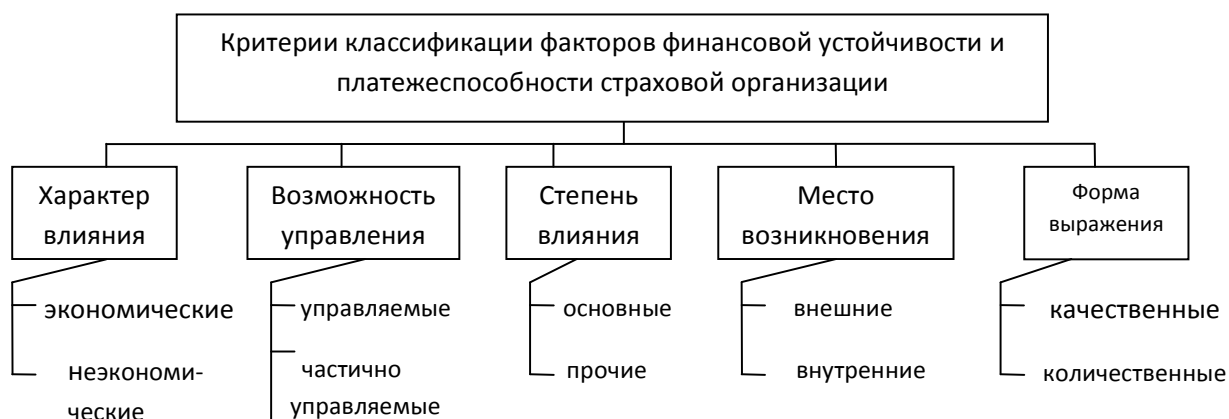 Критерии классификации факторов финансовой устойчивости и
платежеспособности страховой организации
Характер
влияния
Возможность
управления
Степень
влияния
Место
возникновения
Форма
выражения
экономические
неэкономи-
ческие
управляемые
частично
управляемые
основные
прочие
внешние
внутренние
качественные
количественные